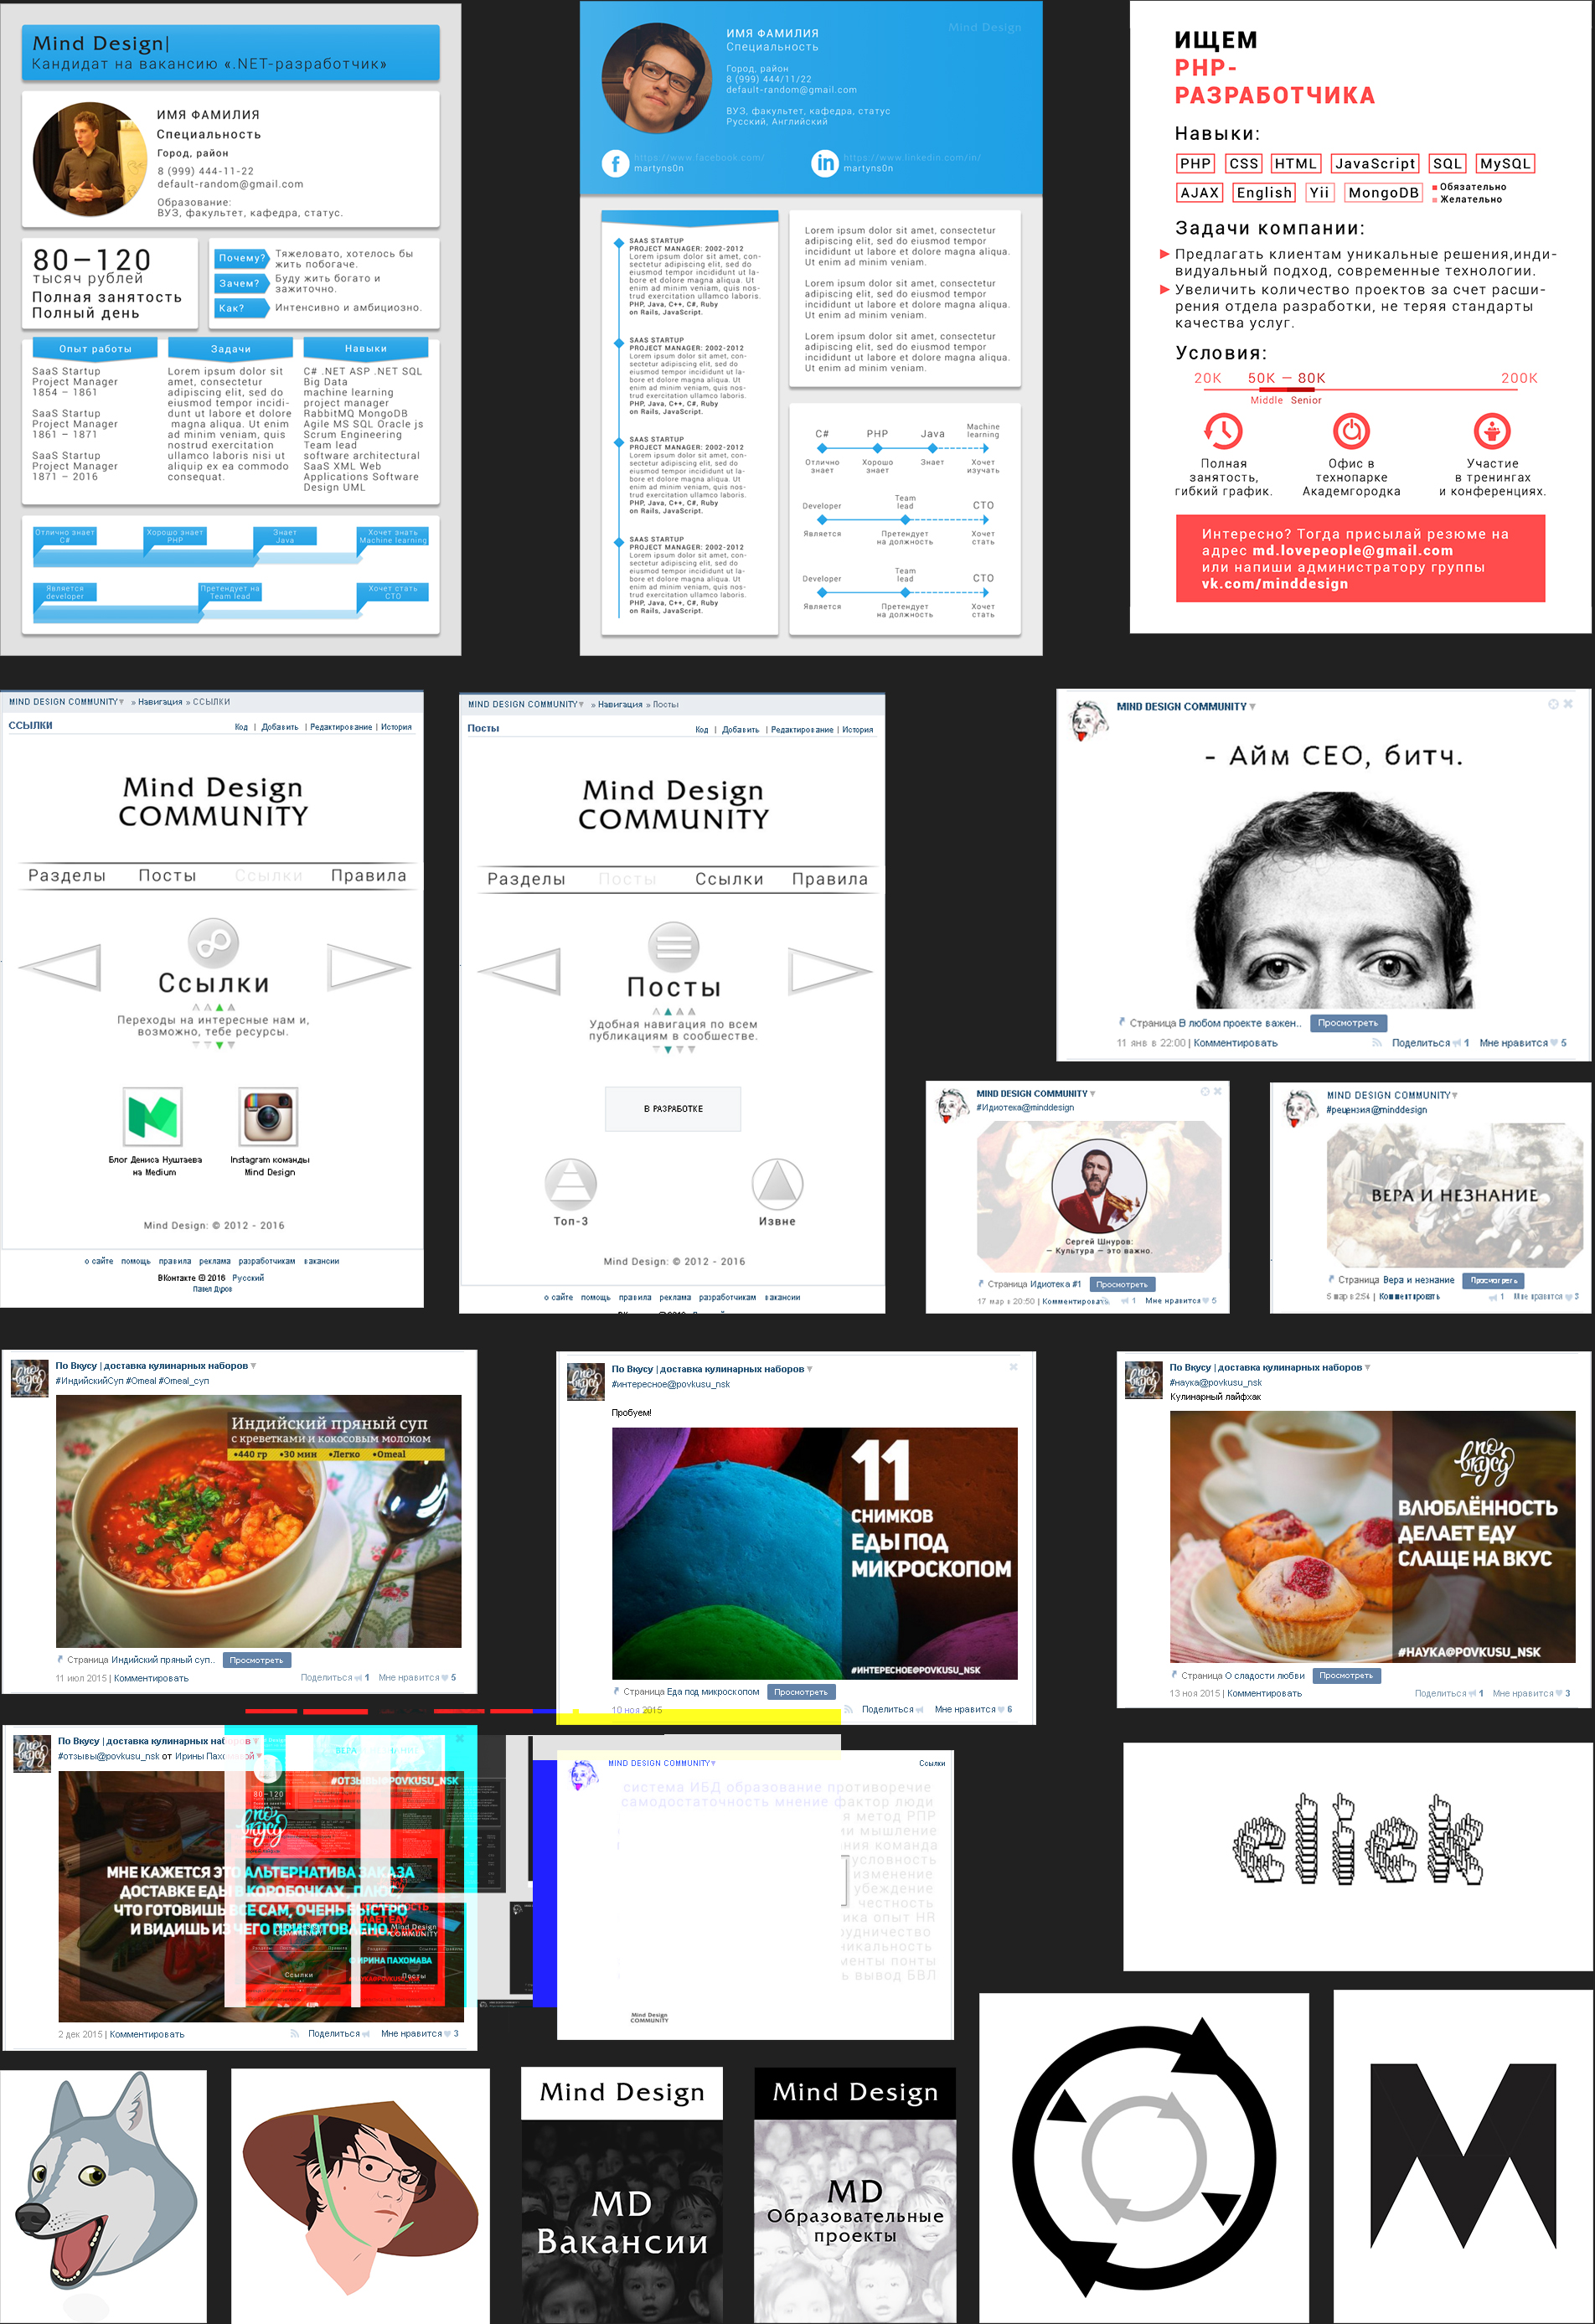 Mind Design|
Кандидат на вакансию «.NET-разработчик»
ИМЯ ФАМИЛИЯ
Специальность
Город, район
8 (999) 444-11-22
default-random@gmail.com
Образование:
ВУЗ, факультет, кафедра, статус.
80–120
тысяч рублей
Полная занятость
Полный день
Почему? Тяжеловато, хотелось бы
жить побогаче.
Зачем? Буду жить богато и
зажиточно.
Как? Интенсивно и амбициозно.
Опыт работы
SaaS Startup
Project Manager
1854 – 1861
SaaS Startup
Project Manager
1861 – 1871
SaaS Startup
Project Manager
1871 – 2016
Задачи
Lorem ipsum dolor sit
amet, consectetur
adipiscing elit, sed do
eiusmod tempor incidi-
dunt ut labore et dolore
magna aliqua. Ut enim
ad minim veniam, quis
nostrud exercitation
ullamco laboris nisi ut
aliquip ex ea commodo
consequat.
Навыки
C# .NET ASP .NET SQL
Big Data
machine learning
project manager
RabbitMQ MongoDB
Agile MS SQL Oracle js
Scrum Engineering
Team lead
software architectural
SaaS XML Web
Applications Software
Design UML
Отлично знает
C#
Хорошо знает
PHP
Знает
Java
Хочет знать
Machine learning
Является
developer
Претендует на
Team lead
Хочет стать
CTO
Mind Design
ИМЯ ФАМИЛИЯ
Специальность
Город, район
8 (999) 444/11/22
default-random@gmail.com
ВУЗ, факультет, кафедра, статус
Русский, Английский
https://www.facebook.com/
martyns0n
https://www.linkedin.com/in/
martyns0n
SAAS STARTUP
PROJECT MANAGER: 2002-2012
Lorem ipsum dolor sit amet, con-
sectetur adipiscing elit, sed do
eiusmod tempor incididunt ut la-
bore et dolore magna aliqua. Ut
enim ad minim veniam, quis nos-
trud exercitation ullamco laboris.
PHP, Java, C++, C#, Ruby
on Rails, JavaScript.
SAAS STARTUP
PROJECT MANAGER: 2002-2012
Lorem ipsum dolor sit amet, con-
sectetur adipiscing elit, sed do
eiusmod tempor incididunt ut la-
bore et dolore magna aliqua. Ut
enim ad minim veniam, quis nos-
trud exercitation ullamco laboris.
PHP, Java, C++, C#, Ruby
on Rails, JavaScript.
SAAS STARTUP
PROJECT MANAGER: 2002-2012
Lorem ipsum dolor sit amet, con-
sectetur adipiscing elit, sed do
eiusmod tempor incididunt ut la-
bore et dolore magna aliqua. Ut
enim ad minim veniam, quis nos-
trud exercitation ullamco laboris.
PHP, Java, C++, C#, Ruby
on Rails, JavaScript.
SAAS STARTUP
PROJECT MANAGER: 2002-2012
Lorem ipsum dolor sit amet, con-
sectetur adipiscing elit, sed do
eiusmod tempor incididunt ut la-
bore et dolore magna aliqua. Ut
enim ad minim veniam, quis nos-
trud exercitation ullamco laboris.
PHP, Java, C++, C#, Ruby
on Rails, JavaScript.
Lorem ipsum dolor sit amet, consectetur
adipiscing elit, sed do eiusmod tempor
incididunt ut labore et dolore magna aliqua.
Ut enim ad minim veniam.
Lorem ipsum dolor sit amet, consectetur
adipiscing elit, sed do eiusmod tempor
incididunt ut labore et dolore magna aliqua.
Ut enim ad minim veniam.
Lorem ipsum dolor sit amet, consectetur
adipiscing elit, sed do eiusmod tempor
incididunt ut labore et dolore magna aliqua.
Ut enim ad minim veniam.
C# PHP Java Machine
learning
Отлично
знает
Хорошо
знает
Знает
Хочет
изучать
Developer Team
lead CTO
Является Претендует
на должность Хочет
стать
Developer Team
lead CTO
Является Претендует
на должность Хочет
стать
ИЩЕМ
PHP-
РАЗРАБОТЧИКА
Навыки:
PHP CSS HTML JavaScript SQL MySQL
AJAX English Yii MongoDB
Обязательно
Желательно
Задачи компании:
Предлагать клиентам уникальные решения,инди-
видуальный подход, современные технологии.
Увеличить количество проектов за счет расши-
рения отдела разработки, не теряя стандарты
качества услуг.
Условия:
20K 50K — 80K 200K
Middle Senior
Полная
занятость,
гибкий график.
Офис в
технопарке
Академгородка
Участие
в тренингах
и конференциях.
Интересно? Тогда присылай резюме на
адрес md.lovepeople@gmail.com
или напиши администратору группы
vk.com/minddesign
MIND DESIGN COMMUNITY » Навигация » ССЫЛКИ
ССЫЛКИ Код | Добавить | Редактирование | История
Mind Design
COMMUNITY
Разделы Посты Ссылки Правила
Ссылки
Переходы на интересные нам и,
возможно, тебе ресурсы.
Блог Дениса Нуштаева
на Medium
Instagram команды
Mind Design
Mind Design: © 2012 - 2016
о сайте помощь правила реклама разработчикам вакансии
ВКонтакте © 2016 Русский
Павел Дуров
MIND DESIGN COMMUNITY » Навигация » Посты
Посты Код | Добавить | Редактирование | История
Mind Design
COMMUNITY
Разделы Посты Ссылки Правила
Посты
Удобная навигация по всем
публикациям в сообществе.
В РАЗРАБОТКЕ
Топ-3 Извне
Mind Design: © 2012 - 2016
о сайте помощь правила реклама разработчикам вакансии
MIND DESIGN COMMUNITY
- Айм CEO, битч.
Страница В любом проекте важен.. Просмотреть
11 янв в 22:00 | Комментировать Поделиться 1 Мне нравится 5
MIND DESIGN COMMUNITY
#Идиотека@minddesign
Сергей Шнуров:
— Культура — это важно.
Страница Идиотека #1 Просмотреть
17 мар в 20:50 | Комментировать 1 Мне нравится 5
MIND DESIGN COMMUNITY
#рецензия@minddesign
ВЕРА И НЕЗНАНИЕ
Страница Вера и незнание Просмотреть
5 мар в 2:54 | Комментировать 1 Мне нравится 3
По Вкусу | доставка кулинарных наборов
#ИндийскийСуп #Omeal #Omeal_суп
Индийский пряный суп
с креветками и кокосовым молоком
•440 гр •30 мин •Легко •Omeal
Страница Индийский пряный суп.. Просмотреть
11 июл 2015 | Комментировать Поделиться 1 Мне нравится 5
По Вкусу | доставка кулинарных наборов
#интересное@povkusu_nsk
Пробуем!
11
СНИМКОВ
ЕДЫ ПОД
МИКРОСКОПОМ
#ИНТЕРЕСНОЕ@POVKUSU_NSK
Страница Еда под микроскопом Просмотреть
10 ноя 2015 Поделиться Мне нравится 6
По Вкусу | доставка кулинарных наборов
#наука@povkusu_nsk
Кулинарный лайфхак
по вкусу
ВЛЮБЛЁННОСТЬ
ДЕЛАЕТ ЕДУ
СЛАЩЕ НА ВКУС
#НАУКА@POVKUSU_NSK
Страница О сладости любви Просмотреть
13 ноя 2015 | Комментировать Поделиться 1 Мне нравится 3
По Вкусу | доставка кулинарных наборов
#отзывы@povkusu_nsk от Ирины
#ОТЗЫВЫ@POVKUSU_NSK
80–120
по вкусу
МНЕ КАЖЕТСЯ ЭТО АЛЬТЕРНАТИВА ЗАКАЗА
ДОСТАВКЕ ЕДЫ В КОРОБОЧКАХ, ПЛЮС,
ЧТО ГОТОВИШЬ ВСЕ САМ, ОЧЕНЬ БЫСТРО
И ВИДИШЬ ИЗ ЧЕГО ПРИГОТОВЛЕНО.
Ссылки Посты
ИРИНА ПАХОМАВА
2 дек 2015 | Комментировать Поделиться Мне нравится 3
MIND DESIGN COMMUNITY Ссылки
система ИБД образование противоречие
самодостаточность мнение фактор люди
метод РПР
мышление
команда
условность
изменение
убеждение
честность
опыт HR
понты
вывод БВЛ
Mind Design
COMMUNITY
click
Mind Design
MD
Вакансии
Mind Design
MD
Образовательные
проекты